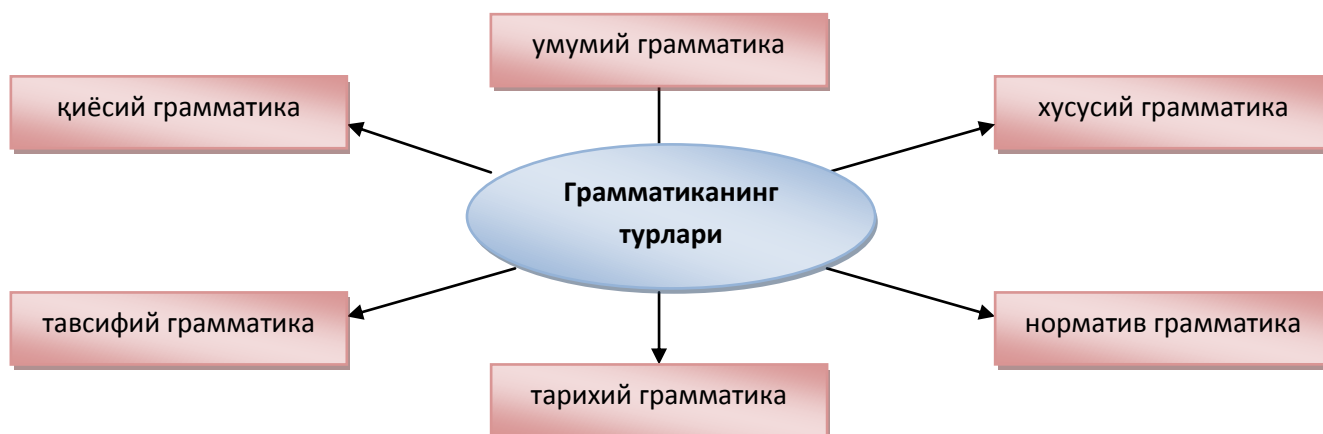 умумий грамматика
қиёсий грамматика
хусусий грамматика
Грамматиканинг
турлари
тавсифий грамматика
норматив грамматика
тарихий грамматика